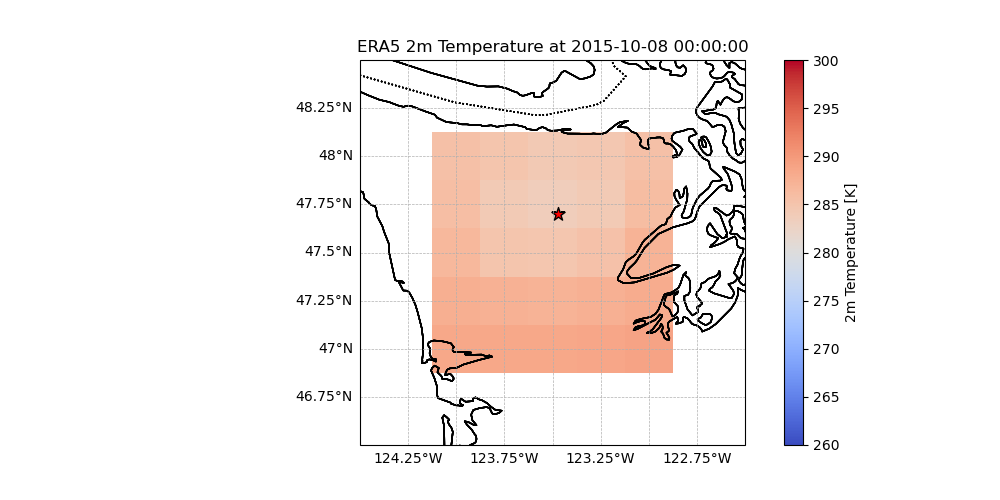 ERA5 2m Temperature at 2015-10-08 00:00:00
48.25°N
48°N
47.75°N
47.5°N
47.25°N
47°N
46.75°N
124.25°W
123.75°W
123.25°W
122.75°W
300
295
290
285
280
275
270
265
260
2m Temperature [K]